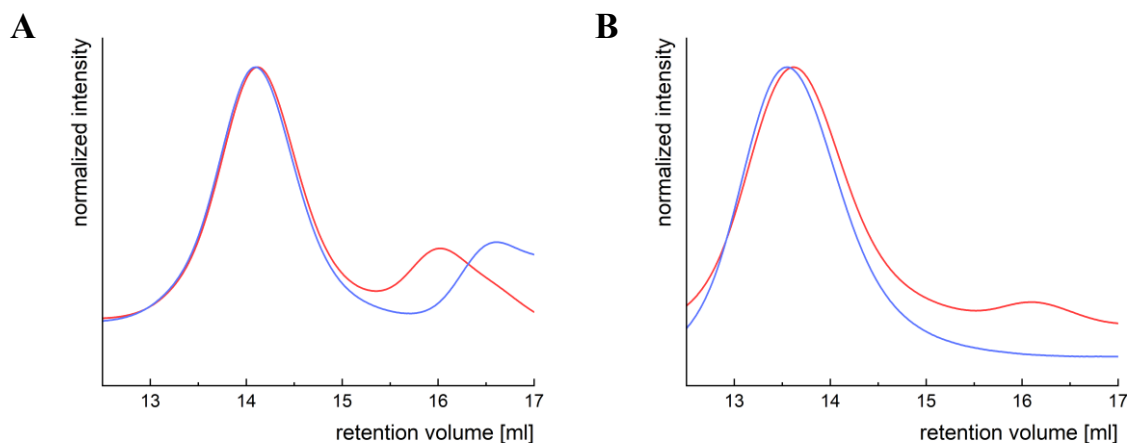 A
normalized intensity
13 14 15 16 17
retention volume [ml]
B
normalized intensity
13 14 15 16 17
retention volume [ml]